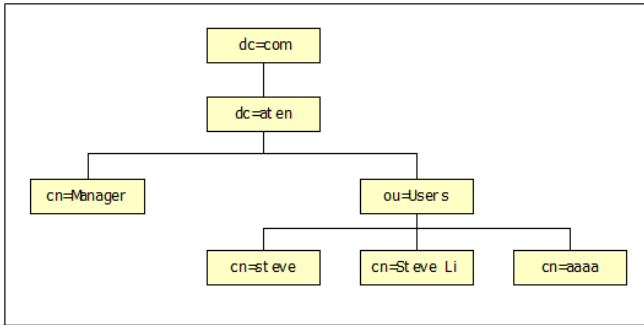 dc=com
dc=aten
cn=Manager
ou=Users
cn=steve
cn=Steve Li
cn=aaaa